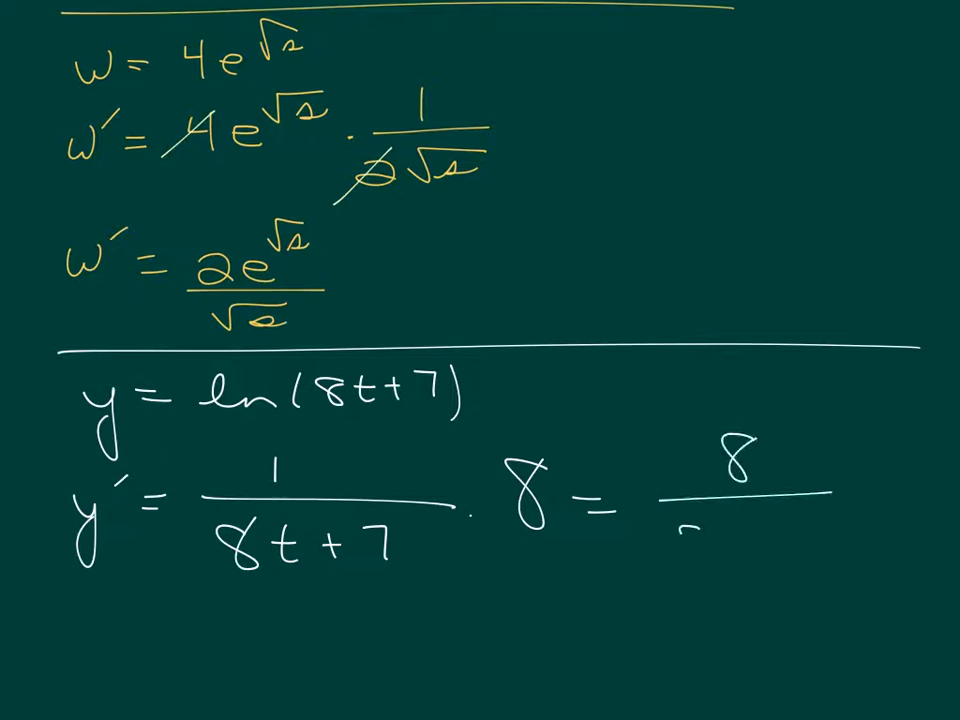 w = 4e^√s
w′ = 4e^√s · 1/(2√s)
w′ = 2e^√s/√s
y = ln(8t+7)
y′ = 1/(8t+7) · 8 = 8/